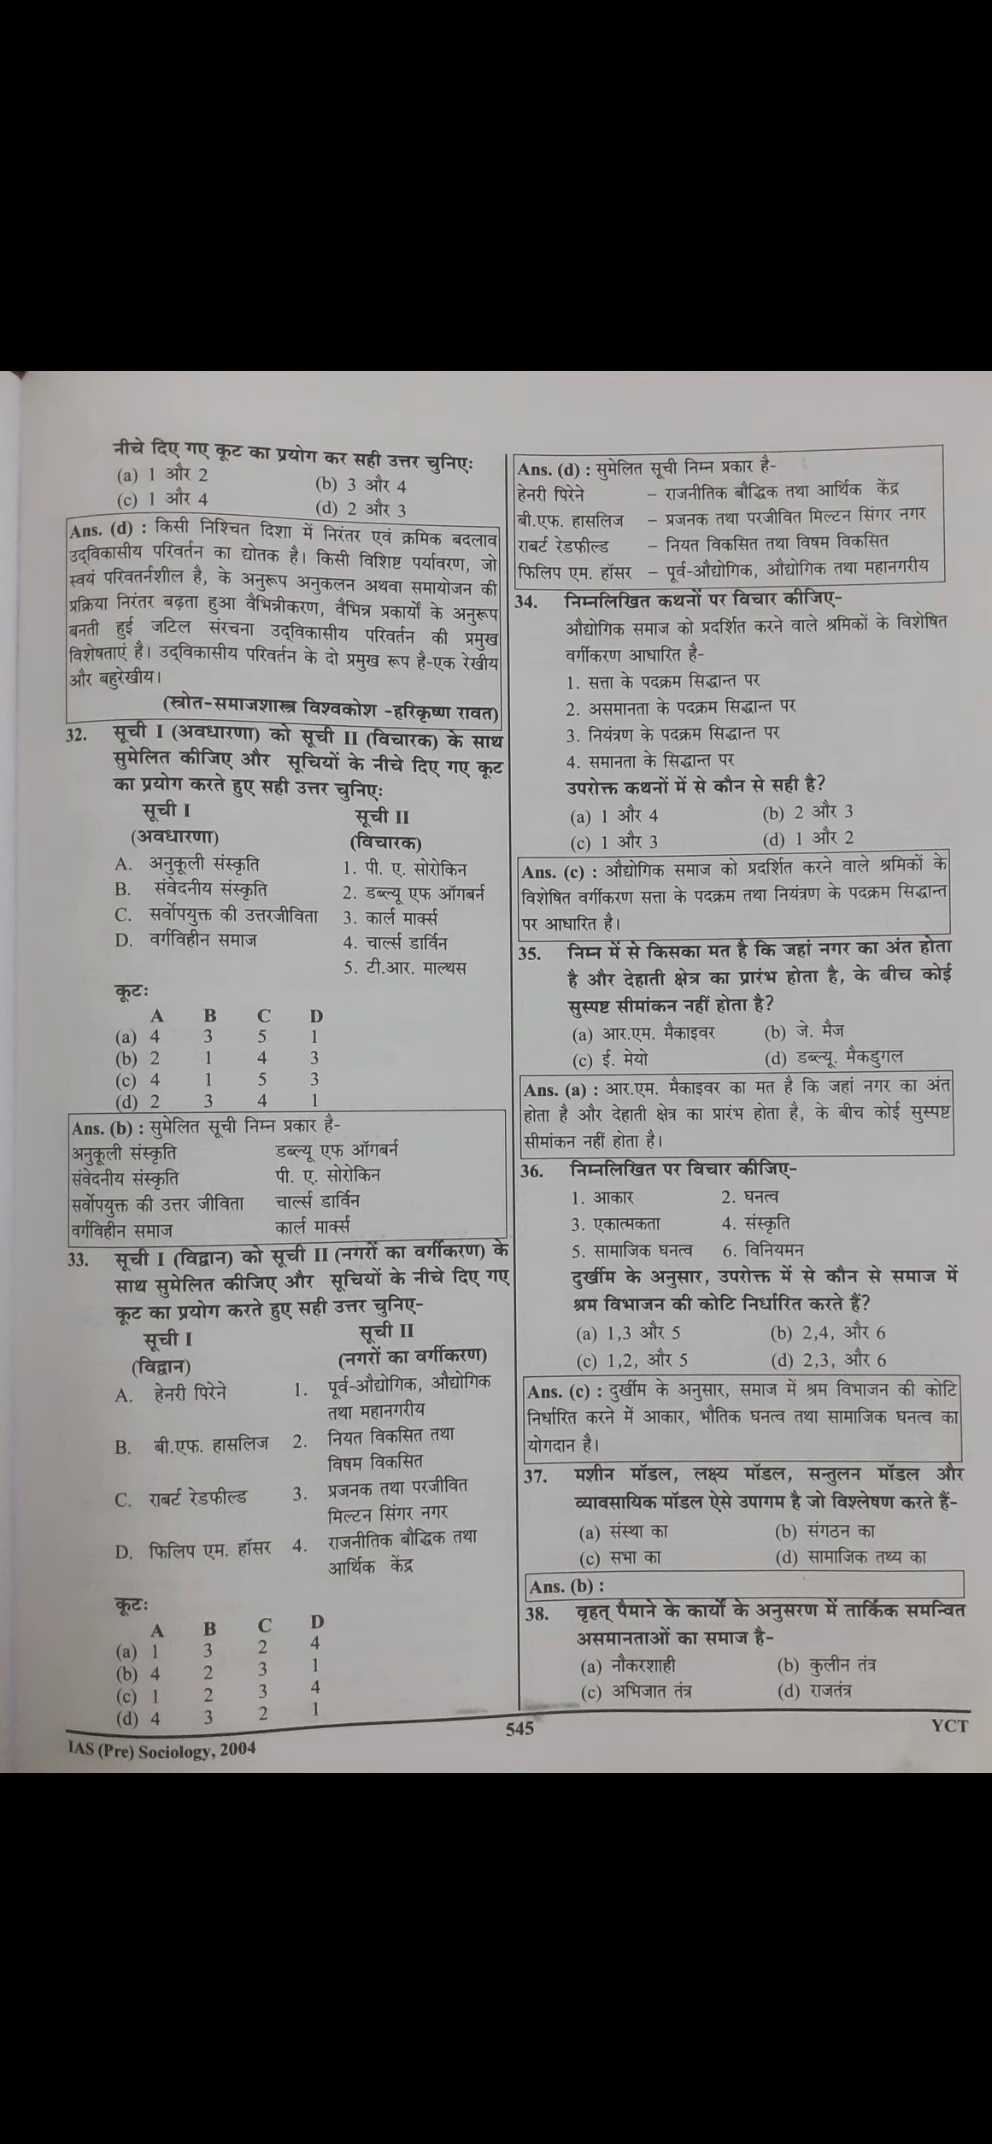 नीचे दिए गए कूट का प्रयोग कर सही उत्तर चुनिए:
(a) 1 और 2 (b) 3 और 4
(c) 1 और 4 (d) 2 और 3
Ans. (d) : किसी निश्चित दिशा में निरंतर एवं क्रमिक बदलाव
उद्‌विकासीय परिवर्तन का द्योतक है। किसी विशिष्ट पर्यावरण, जो
स्वयं परिवर्तनशील है, के अनुरूप अनुकलन अथवा समायोजन की
प्रक्रिया निरंतर बढ़ता हुआ वैभिन्नीकरण, वैभिन्न प्रकार्यो के अनुरूप
बनती हुई जटिल संरचना उद्‌विकासीय परिवर्तन की प्रमुख
विशेषताएं है। उद्‌विकासीय परिवर्तन के दो प्रमुख रूप है-एक रेखीय
और बहुरेखीय।
(स्त्रोत-समाजशास्त्र विश्वकोश -हरिकृष्ण रावत)
32. सूची I (अवधारणा) को सूची II (विचारक) के साथ
सुमेलित कीजिए और सूचियों के नीचे दिए गए कूट
का प्रयोग करते हुए सही उत्तर चुनिए:
सूची I सूची II
(अवधारणा) (विचारक)
A. अनुकूली संस्कृति 1. पी. ए. सोरोकिन
B. संवेदनीय संस्कृति 2. डब्ल्यू एफ ऑगबर्न
C. सर्वोपयुक्त की उत्तरजीविता 3. कार्ल मार्क्स
D. वर्गविहीन समाज 4. चार्ल्स डार्विन
5. टी.आर. माल्थस
कूट:
A B C D
(a) 4 3 5 1
(b) 2 1 4 3
(c) 4 1 5 3
(d) 2 3 4 1
Ans. (b) : सुमेलित सूची निम्न प्रकार है-
अनुकूली संस्कृति डब्ल्यू एफ ऑगबर्न
संवेदनीय संस्कृति पी. ए. सोरोकिन
सर्वोपयुक्त की उत्तर जीविता चार्ल्स डार्विन
वर्गविहीन समाज कार्ल मार्क्स
33. सूची I (विद्वान) को सूची II (नगरों का वर्गीकरण) के
साथ सुमेलित कीजिए और सूचियों के नीचे दिए गए
कूट का प्रयोग करते हुए सही उत्तर चुनिए-
सूची I सूची II
(विद्वान) (नगरों का वर्गीकरण)
A. हेनरी पिरेने 1. पूर्व-औद्योगिक, औद्योगिक
तथा महानगरीय
B. बी.एफ. हासलिज 2. नियत विकसित तथा
विषम विकसित
C. राबर्ट रेडफील्ड 3. प्रजनक तथा परजीवित
मिल्टन सिंगर नगर
D. फिलिप एम. हॉसर 4. राजनीतिक बौद्धिक तथा
आर्थिक केंद्र
कूट:
A B C D
(a) 1 3 2 4
(b) 4 2 3 1
(c) 1 2 3 4
(d) 4 3 2 1
Ans. (d) : सुमेलित सूची निम्न प्रकार है-
हेनरी पिरेने – राजनीतिक बौद्धिक तथा आर्थिक केंद्र
बी.एफ. हासलिज – प्रजनक तथा परजीवित मिल्टन सिंगर नगर
राबर्ट रेडफील्ड – नियत विकसित तथा विषम विकसित
फिलिप एम. हॉसर – पूर्व-औद्योगिक, औद्योगिक तथा महानगरीय
34. निम्नलिखित कथनों पर विचार कीजिए-
औद्योगिक समाज को प्रदर्शित करने वाले श्रमिकों के विशेषित
वर्गीकरण आधारित है-
1. सत्ता के पदक्रम सिद्धान्त पर
2. असमानता के पदक्रम सिद्धान्त पर
3. नियंत्रण के पदक्रम सिद्धान्त पर
4. समानता के सिद्धान्त पर
उपरोक्त कथनों में से कौन से सही है?
(a) 1 और 4 (b) 2 और 3
(c) 1 और 3 (d) 1 और 2
Ans. (c) : औद्योगिक समाज को प्रदर्शित करने वाले श्रमिकों के
विशेषित वर्गीकरण सत्ता के पदक्रम तथा नियंत्रण के पदक्रम सिद्धान्त
पर आधारित है।
35. निम्न में से किसका मत है कि जहां नगर का अंत होता
है और देहाती क्षेत्र का प्रारंभ होता है, के बीच कोई
सुस्पष्ट सीमांकन नहीं होता है?
(a) आर.एम. मैकाइवर (b) जे. मैज
(c) ई. मेयो (d) डब्ल्यू. मैकडुगल
Ans. (a) : आर.एम. मैकाइवर का मत है कि जहां नगर का अंत
होता है और देहाती क्षेत्र का प्रारंभ होता है, के बीच कोई सुस्पष्ट
सीमांकन नहीं होता है।
36. निम्नलिखित पर विचार कीजिए-
1. आकार 2. घनत्व
3. एकात्मकता 4. संस्कृति
5. सामाजिक घनत्व 6. विनियमन
दुर्खीम के अनुसार, उपरोक्त में से कौन से समाज में
श्रम विभाजन की कोटि निर्धारित करते हैं?
(a) 1,3 और 5 (b) 2,4, और 6
(c) 1,2, और 5 (d) 2,3, और 6
Ans. (c) : दुर्खीम के अनुसार, समाज में श्रम विभाजन की कोटि
निर्धारित करने में आकार, भौतिक घनत्व तथा सामाजिक घनत्व का
योगदान है।
37. मशीन मॉडल, लक्ष्य मॉडल, सन्तुलन मॉडल और
व्यावसायिक मॉडल ऐसे उपागम है जो विश्लेषण करते हैं-
(a) संस्था का (b) संगठन का
(c) सभा का (d) सामाजिक तथ्य का
Ans. (b) :
38. वृहत् पैमाने के कार्यों के अनुसरण में तार्किक समन्वित
असमानताओं का समाज है-
(a) नौकरशाही (b) कुलीन तंत्र
(c) अभिजात तंत्र (d) राजतंत्र
IAS (Pre) Sociology, 2004 545 YCT